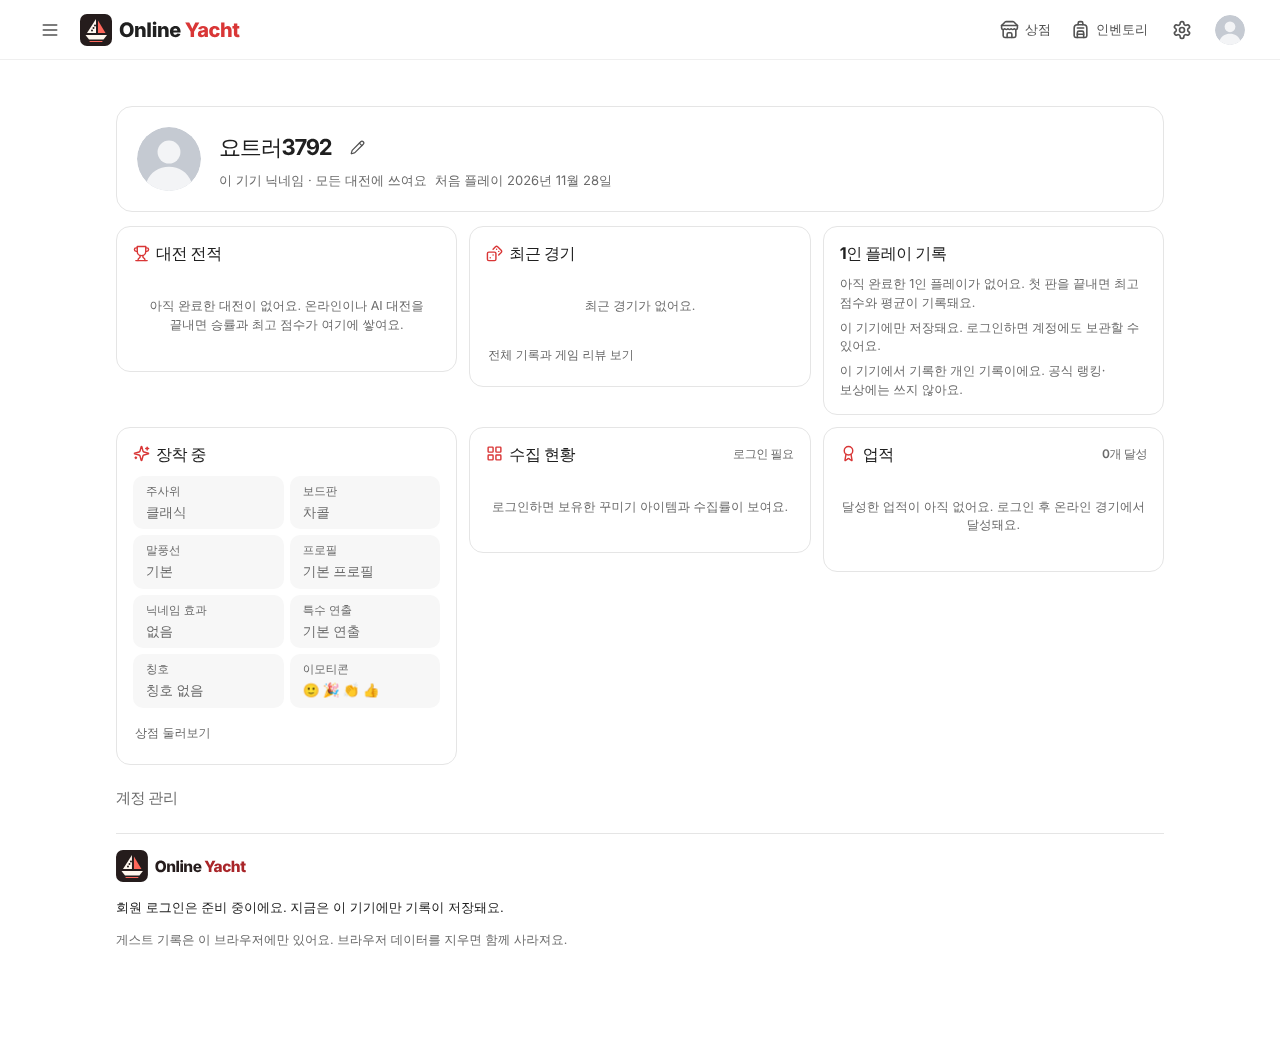 Online Yacht
상점
인벤토리
요트러3792
이 기기 닉네임 · 모든 대전에 쓰여요 처음 플레이 2026년 11월 28일
대전 전적
아직 완료한 대전이 없어요. 온라인이나 AI 대전을
끝내면 승률과 최고 점수가 여기에 쌓여요.
최근 경기
최근 경기가 없어요.
전체 기록과 게임 리뷰 보기
1인 플레이 기록
아직 완료한 1인 플레이가 없어요. 첫 판을 끝내면 최고
점수와 평균이 기록돼요.
이 기기에만 저장돼요. 로그인하면 계정에도 보관할 수
있어요.
이 기기에서 기록한 개인 기록이에요. 공식 랭킹·
보상에는 쓰지 않아요.
장착 중
주사위
클래식
보드판
차콜
말풍선
기본
프로필
기본 프로필
닉네임 효과
없음
특수 연출
기본 연출
칭호
칭호 없음
이모티콘
🙂 🎉 👏 👍
상점 둘러보기
수집 현황
로그인 필요
로그인하면 보유한 꾸미기 아이템과 수집률이 보여요.
업적
0개 달성
달성한 업적이 아직 없어요. 로그인 후 온라인 경기에서
달성돼요.
계정 관리
Online Yacht
회원 로그인은 준비 중이에요. 지금은 이 기기에만 기록이 저장돼요.
게스트 기록은 이 브라우저에만 있어요. 브라우저 데이터를 지우면 함께 사라져요.